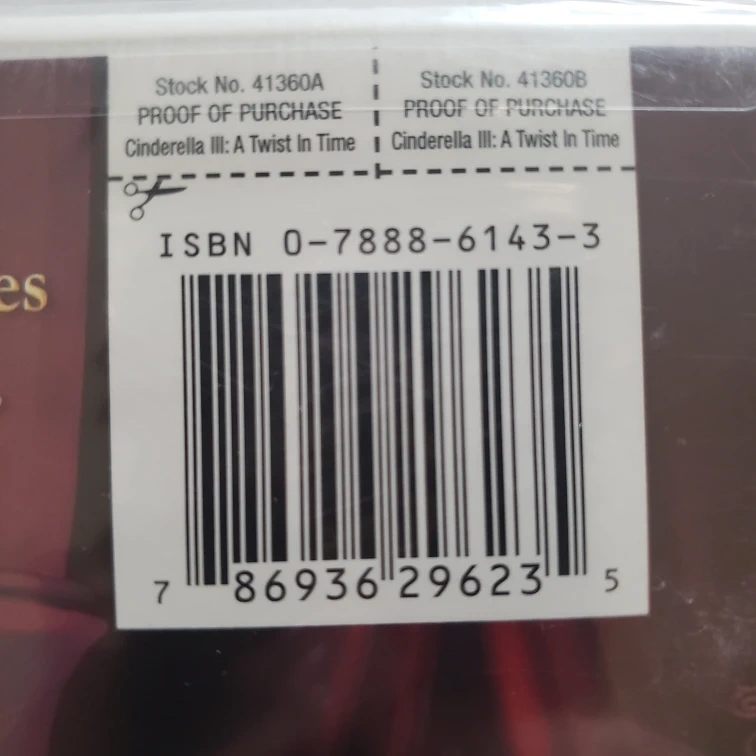 Stock No. 41360A
PROOF OF PURCHASE
Cinderella III: A Twist In Time
Stock No. 41360B
PROOF OF PURCHASE
Cinderella III: A Twist In Time
ISBN 0-7888-6143-3
7 86936 29623 5
es